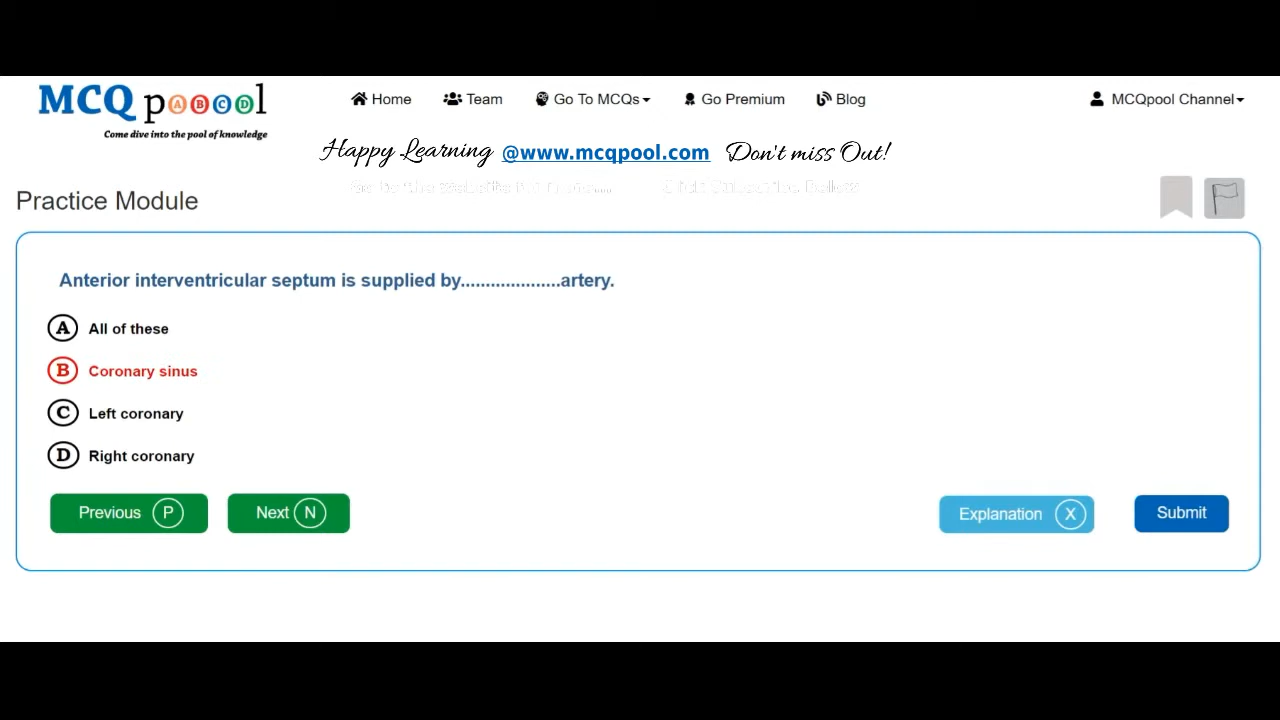 MCQ pooool
Come dive into the pool of knowledge
Home Team Go To MCQs Go Premium Blog MCQpool Channel
Happy Learning @www.mcqpool.com Don't miss Out!
Practice Module
Anterior interventricular septum is supplied by....................artery.
A All of these
B Coronary sinus
C Left coronary
D Right coronary
Previous P Next N Explanation X Submit